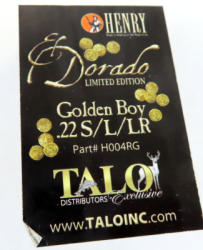 HENRY
El Dorado
LIMITED EDITION
Golden Boy
.22 S/L/LR
Part# H004RG
TALO
DISTRIBUTORS' Exclusive
www.TALOINC.com